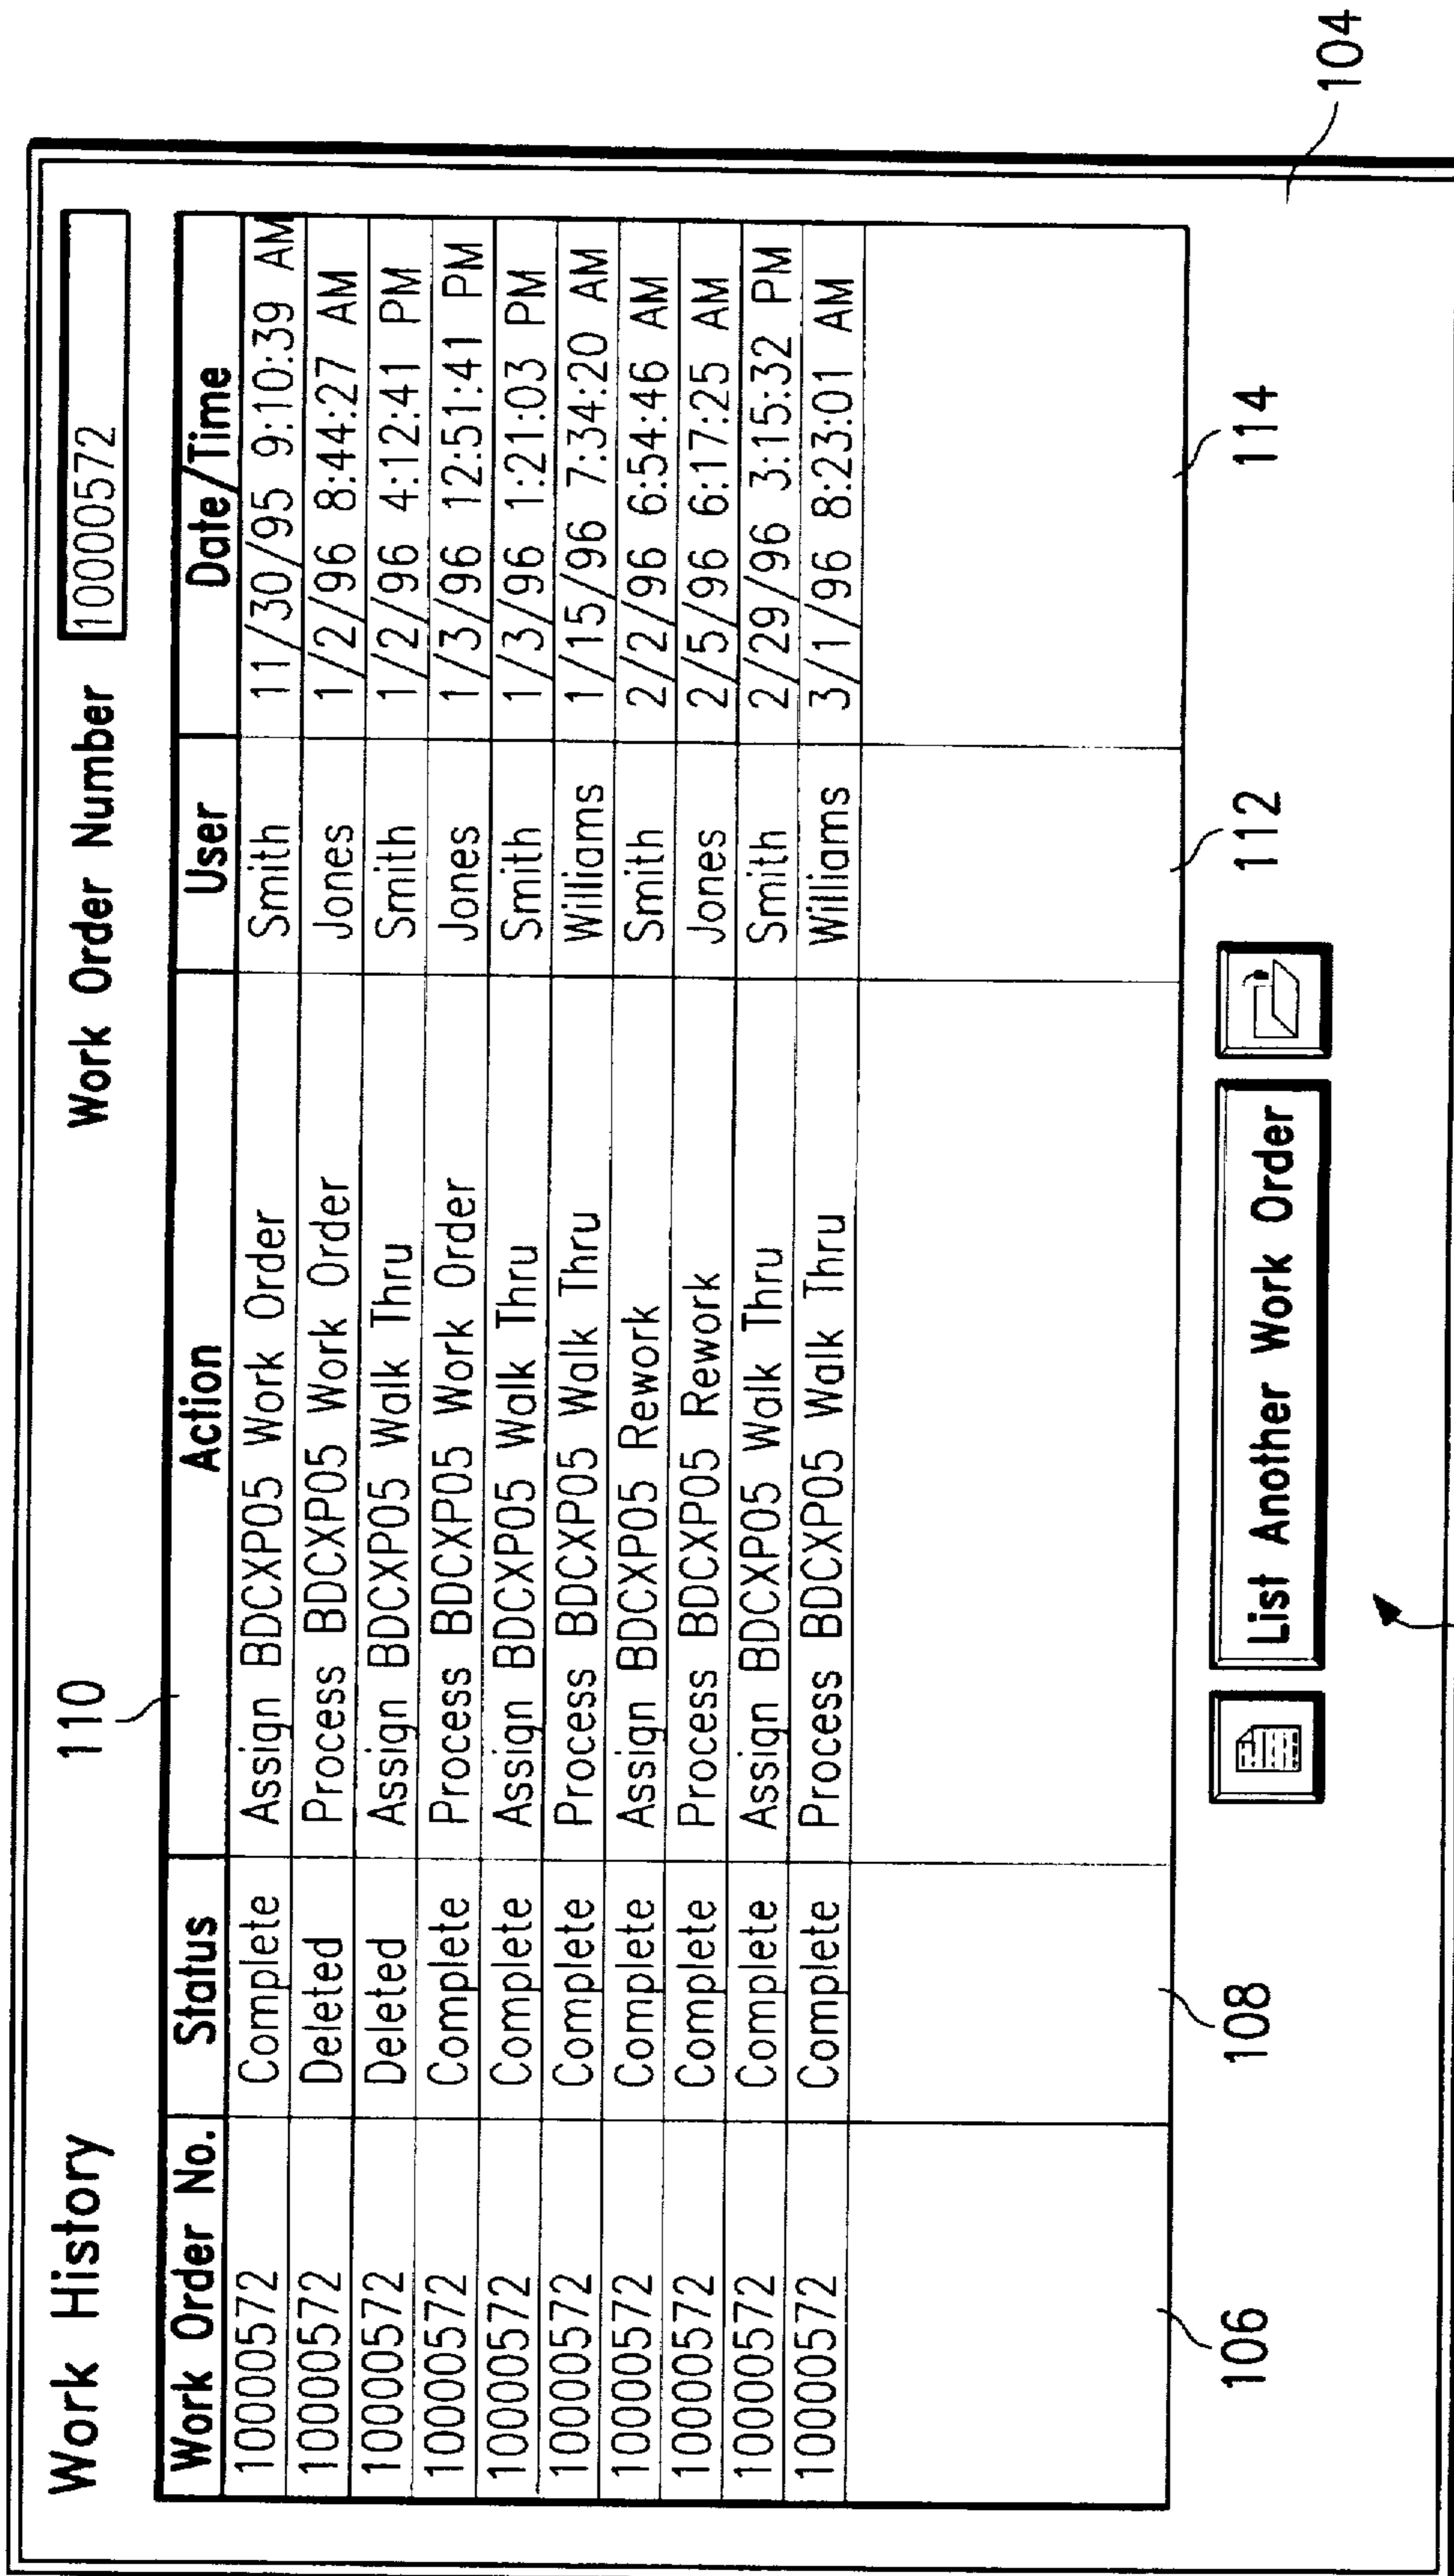 Work History 110 Work Order Number 10000572
Work Order No. Status Action User Date/Time
10000572 Complete Assign BDCXP05 Work Order Smith 11/30/95 9:10:39 AM
10000572 Deleted Process BDCXP05 Work Order Jones 1/2/96 8:44:27 AM
10000572 Deleted Assign BDCXP05 Walk Thru Smith 1/2/96 4:12:41 PM
10000572 Complete Process BDCXP05 Work Order Jones 1/3/96 12:51:41 PM
10000572 Complete Assign BDCXP05 Walk Thru Smith 1/3/96 1:21:03 PM
10000572 Complete Process BDCXP05 Walk Thru Williams 1/15/96 7:34:20 AM
10000572 Complete Assign BDCXP05 Rework Smith 2/2/96 6:54:46 AM
10000572 Complete Process BDCXP05 Rework Jones 2/5/96 6:17:25 AM
10000572 Complete Assign BDCXP05 Walk Thru Smith 2/29/96 3:15:32 PM
10000572 Complete Process BDCXP05 Walk Thru Williams 3/1/96 8:23:01 AM
106 108 112 114
List Another Work Order
104